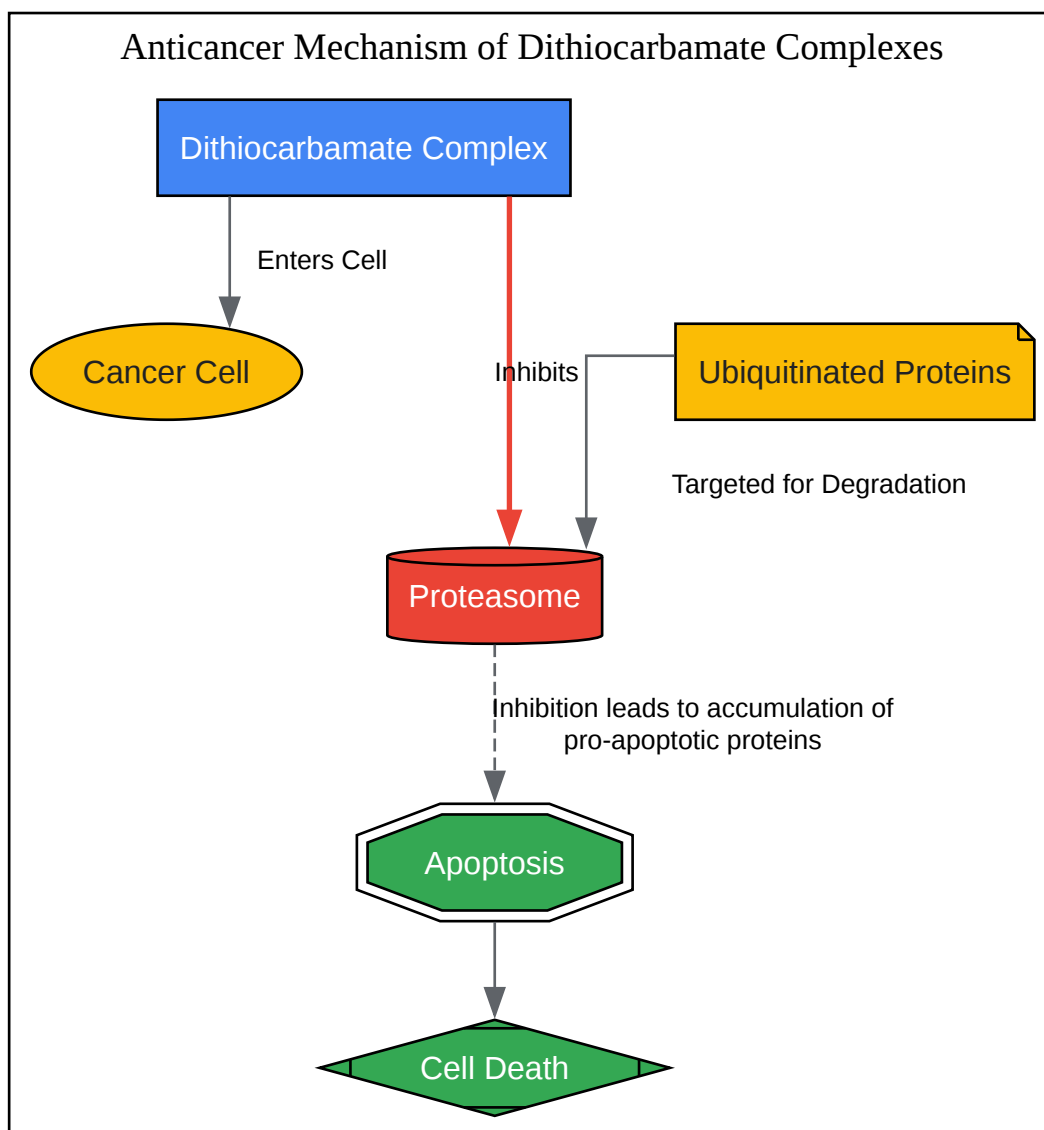 Anticancer Mechanism of Dithiocarbamate Complexes
Dithiocarbamate Complex
Enters Cell
Cancer Cell
Inhibits
Ubiquitinated Proteins
Targeted for Degradation
Proteasome
Inhibition leads to accumulation of
pro-apoptotic proteins
Apoptosis
Cell Death